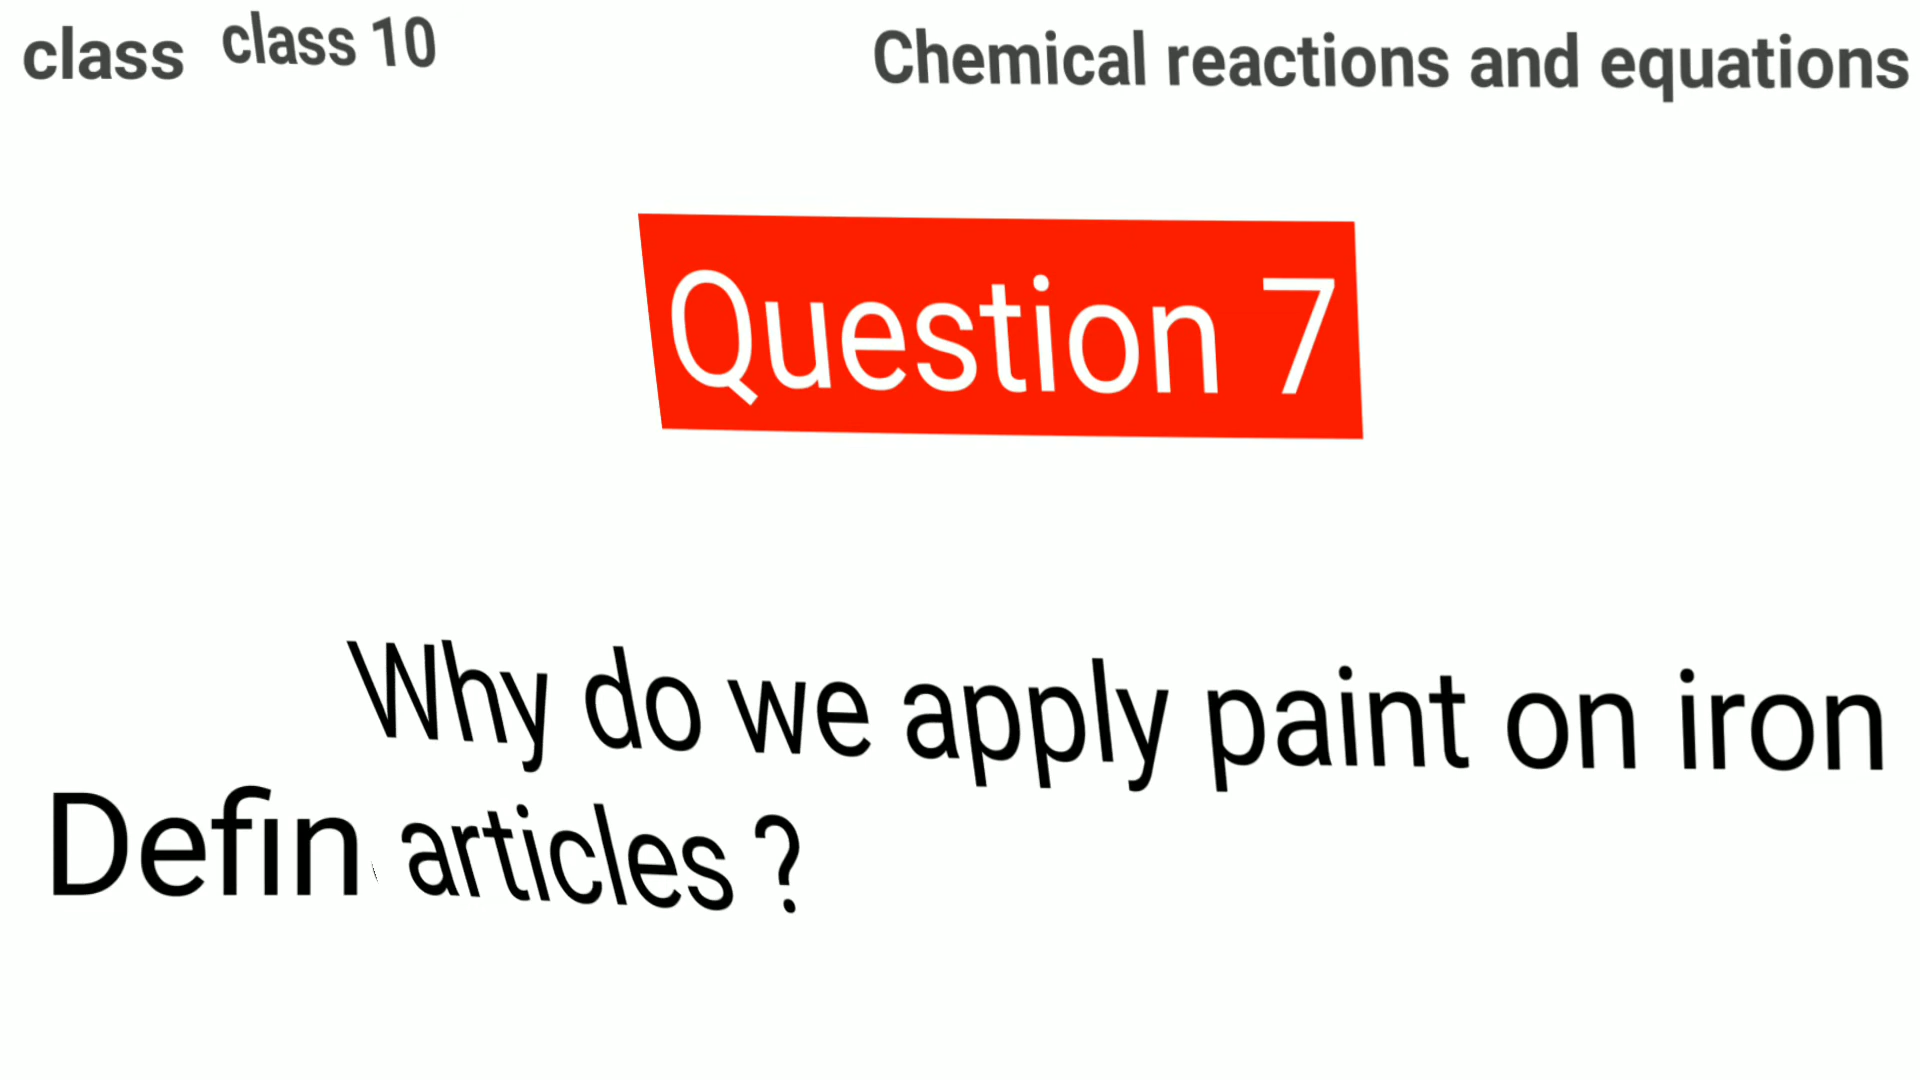 class class 10 Chemical reactions and equations
Question 7
Why do we apply paint on iron
Defin articles ?